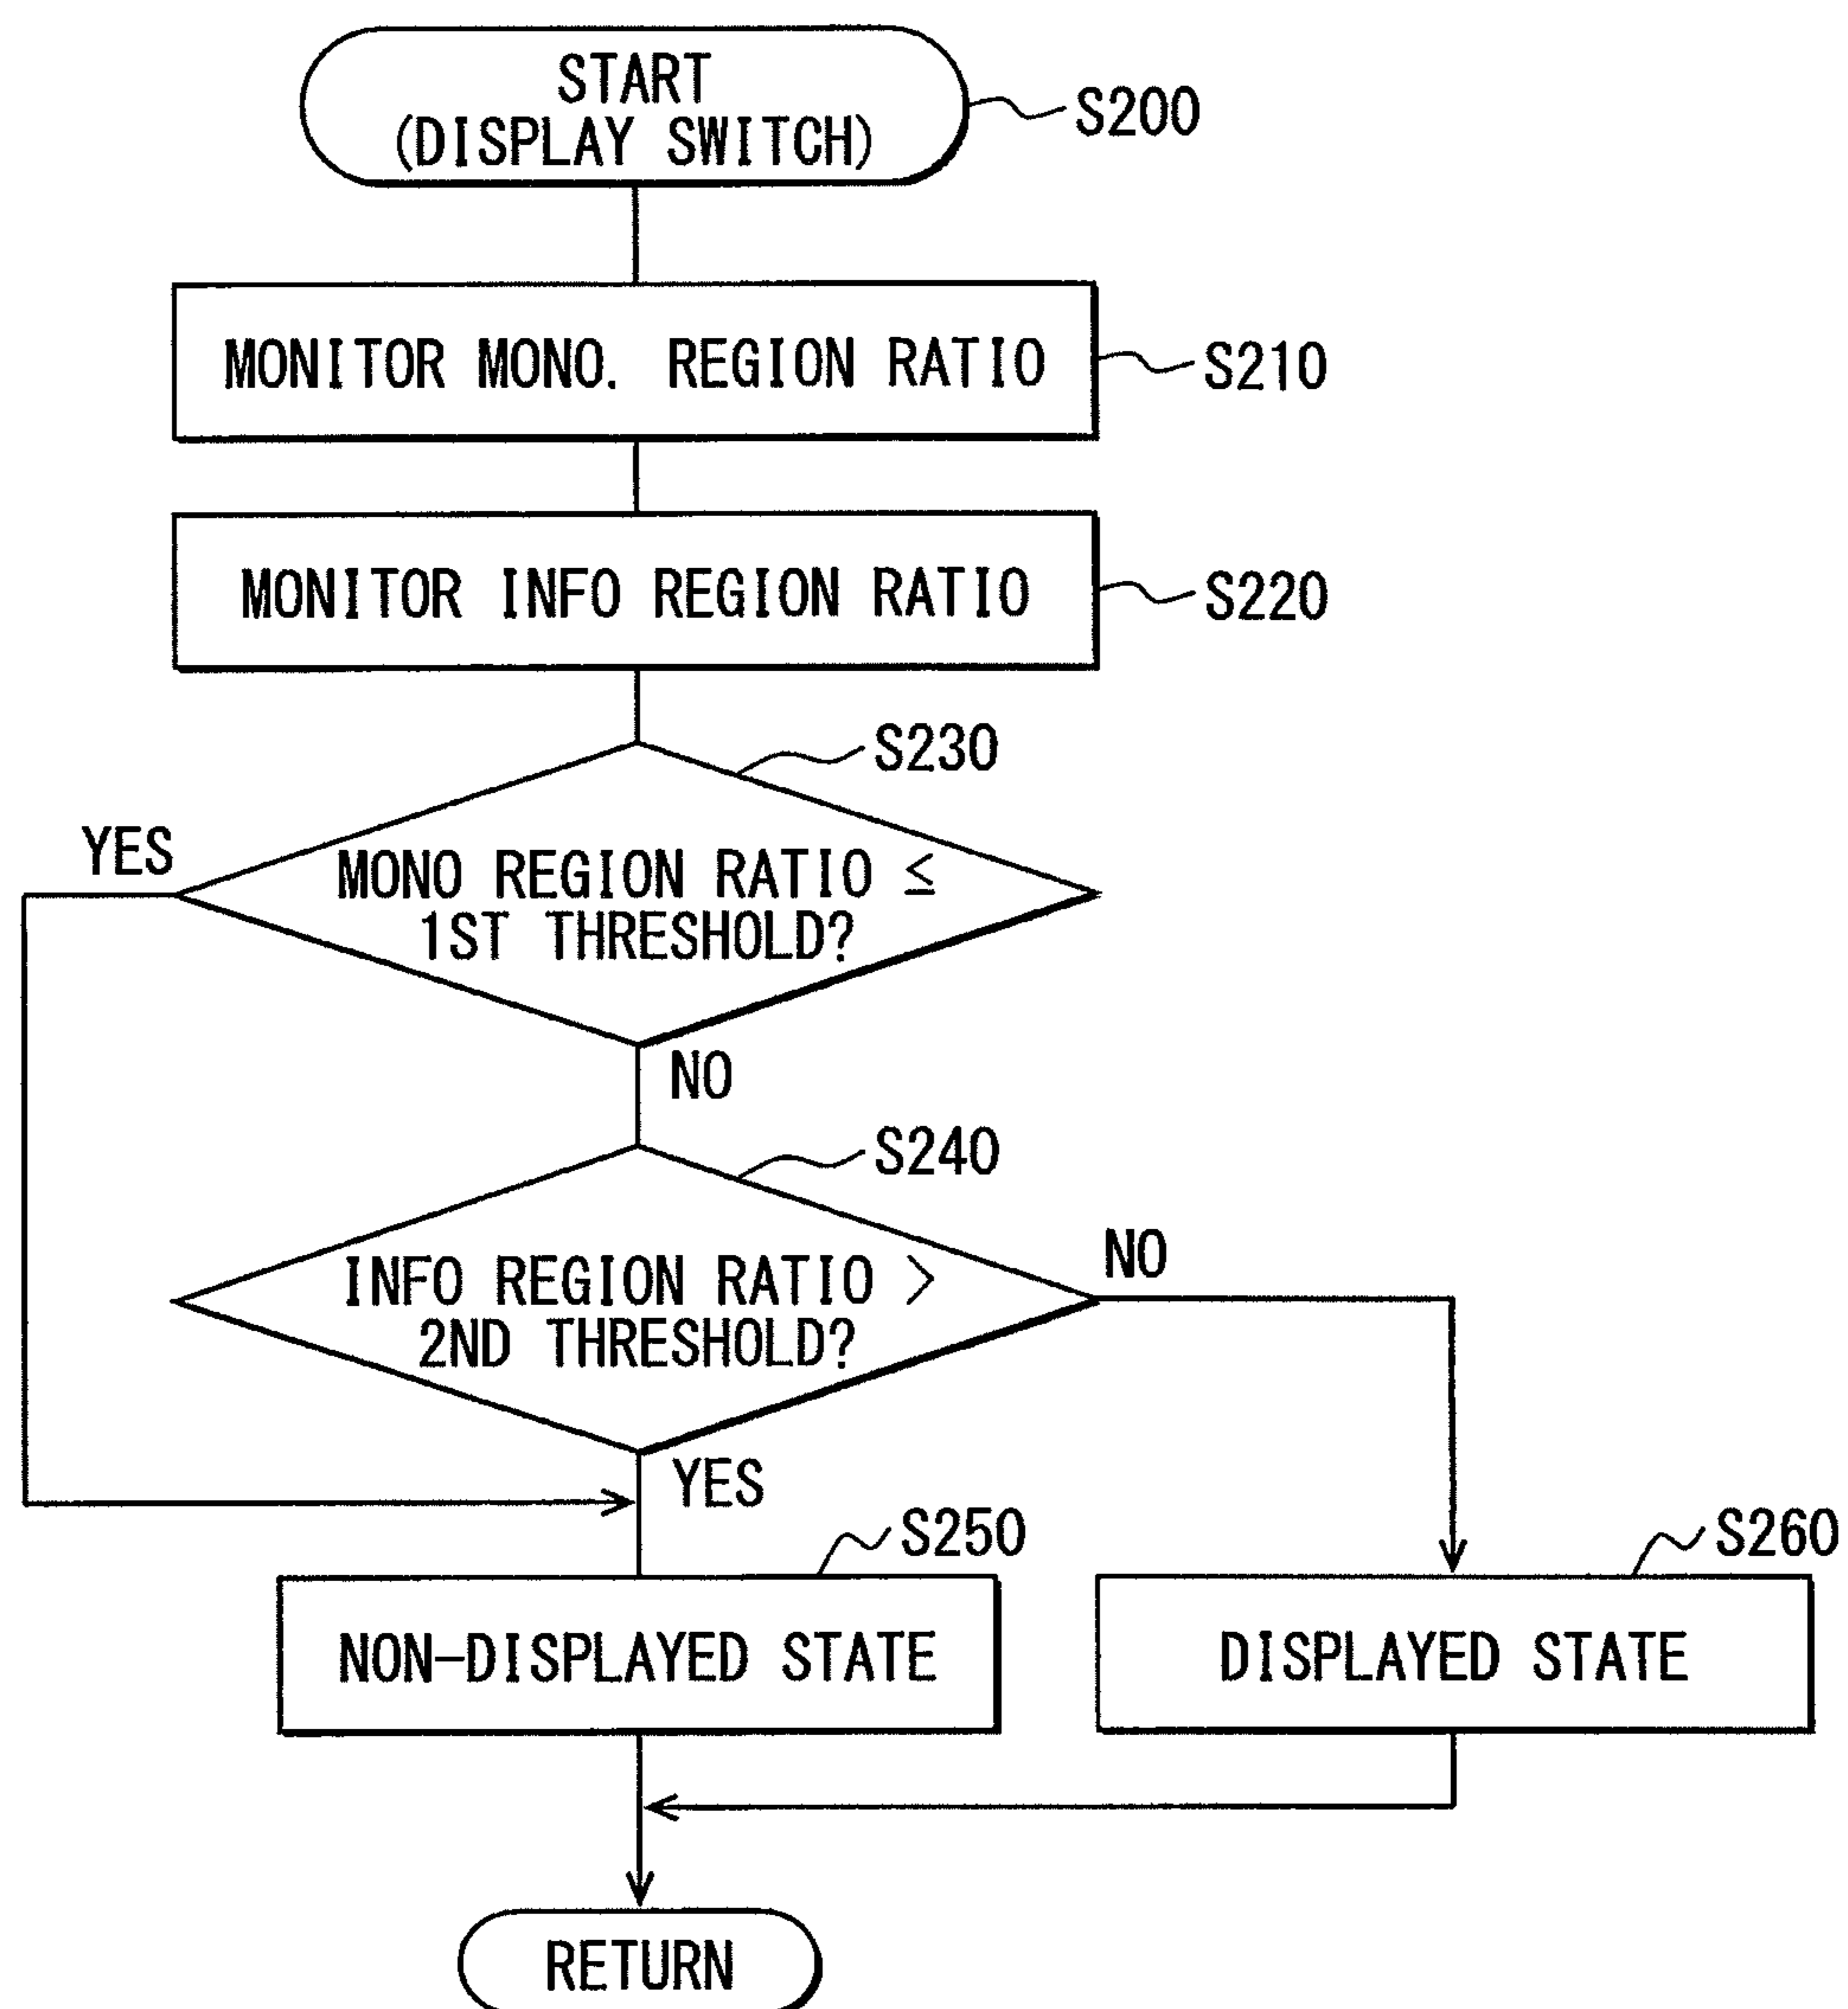 START
(DISPLAY SWITCH)
S200
MONITOR MONO. REGION RATIO
S210
MONITOR INFO REGION RATIO
S220
S230
YES
MONO REGION RATIO ≤
1ST THRESHOLD?
NO
S240
INFO REGION RATIO >
2ND THRESHOLD?
NO
YES
S250
S260
NON-DISPLAYED STATE
DISPLAYED STATE
RETURN